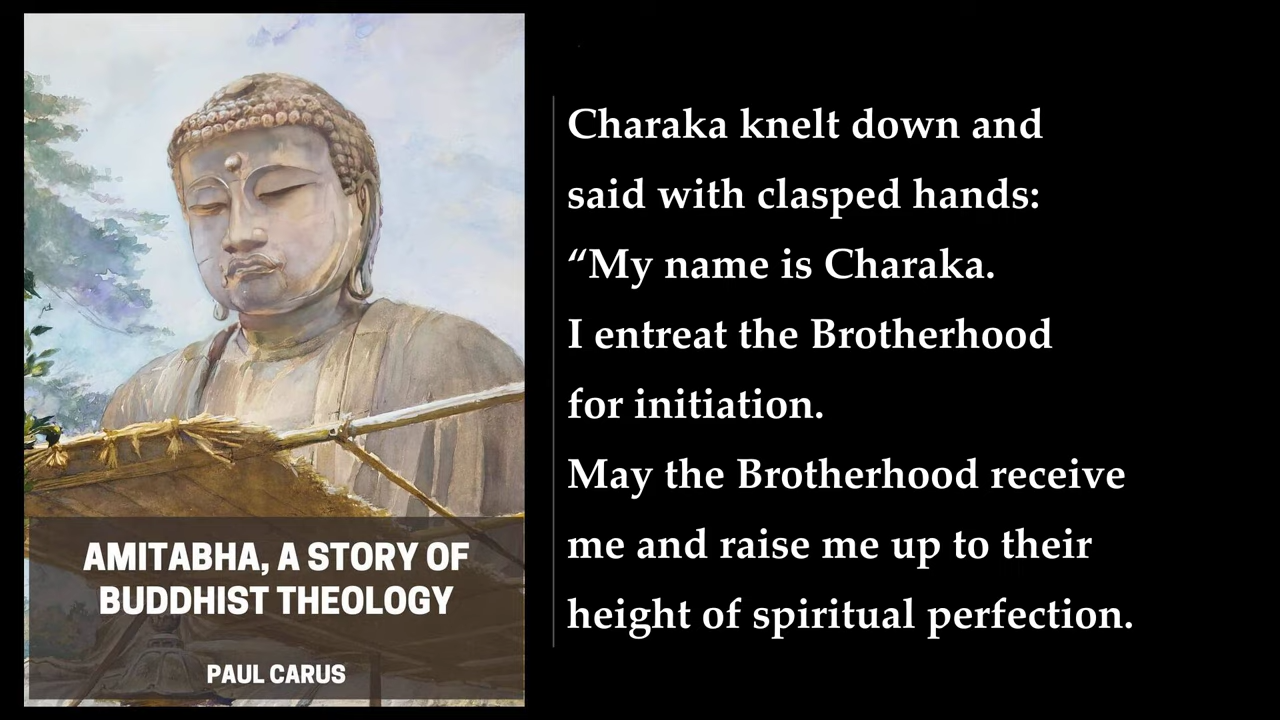 AMITABHA, A STORY OF
BUDDHIST THEOLOGY
PAUL CARUS
Charaka knelt down and
said with clasped hands:
“My name is Charaka.
I entreat the Brotherhood
for initiation.
May the Brotherhood receive
me and raise me up to their
height of spiritual perfection.